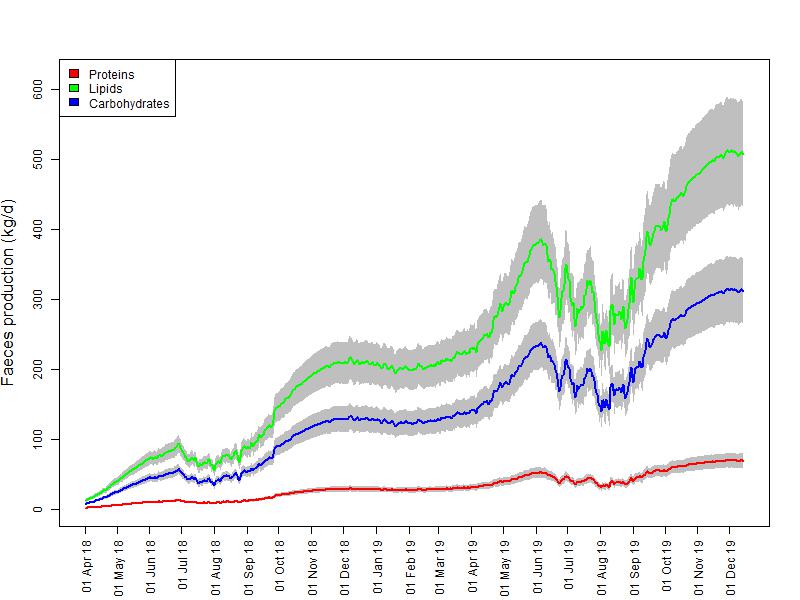 Proteins
Lipids
Carbohydrates
Faeces production (kg/d)
600
500
400
300
200
100
0
01 Apr 18
01 May 18
01 Jun 18
01 Jul 18
01 Aug 18
01 Sep 18
01 Oct 18
01 Nov 18
01 Dec 18
01 Jan 19
01 Feb 19
01 Mar 19
01 Apr 19
01 May 19
01 Jun 19
01 Jul 19
01 Aug 19
01 Sep 19
01 Oct 19
01 Nov 19
01 Dec 19